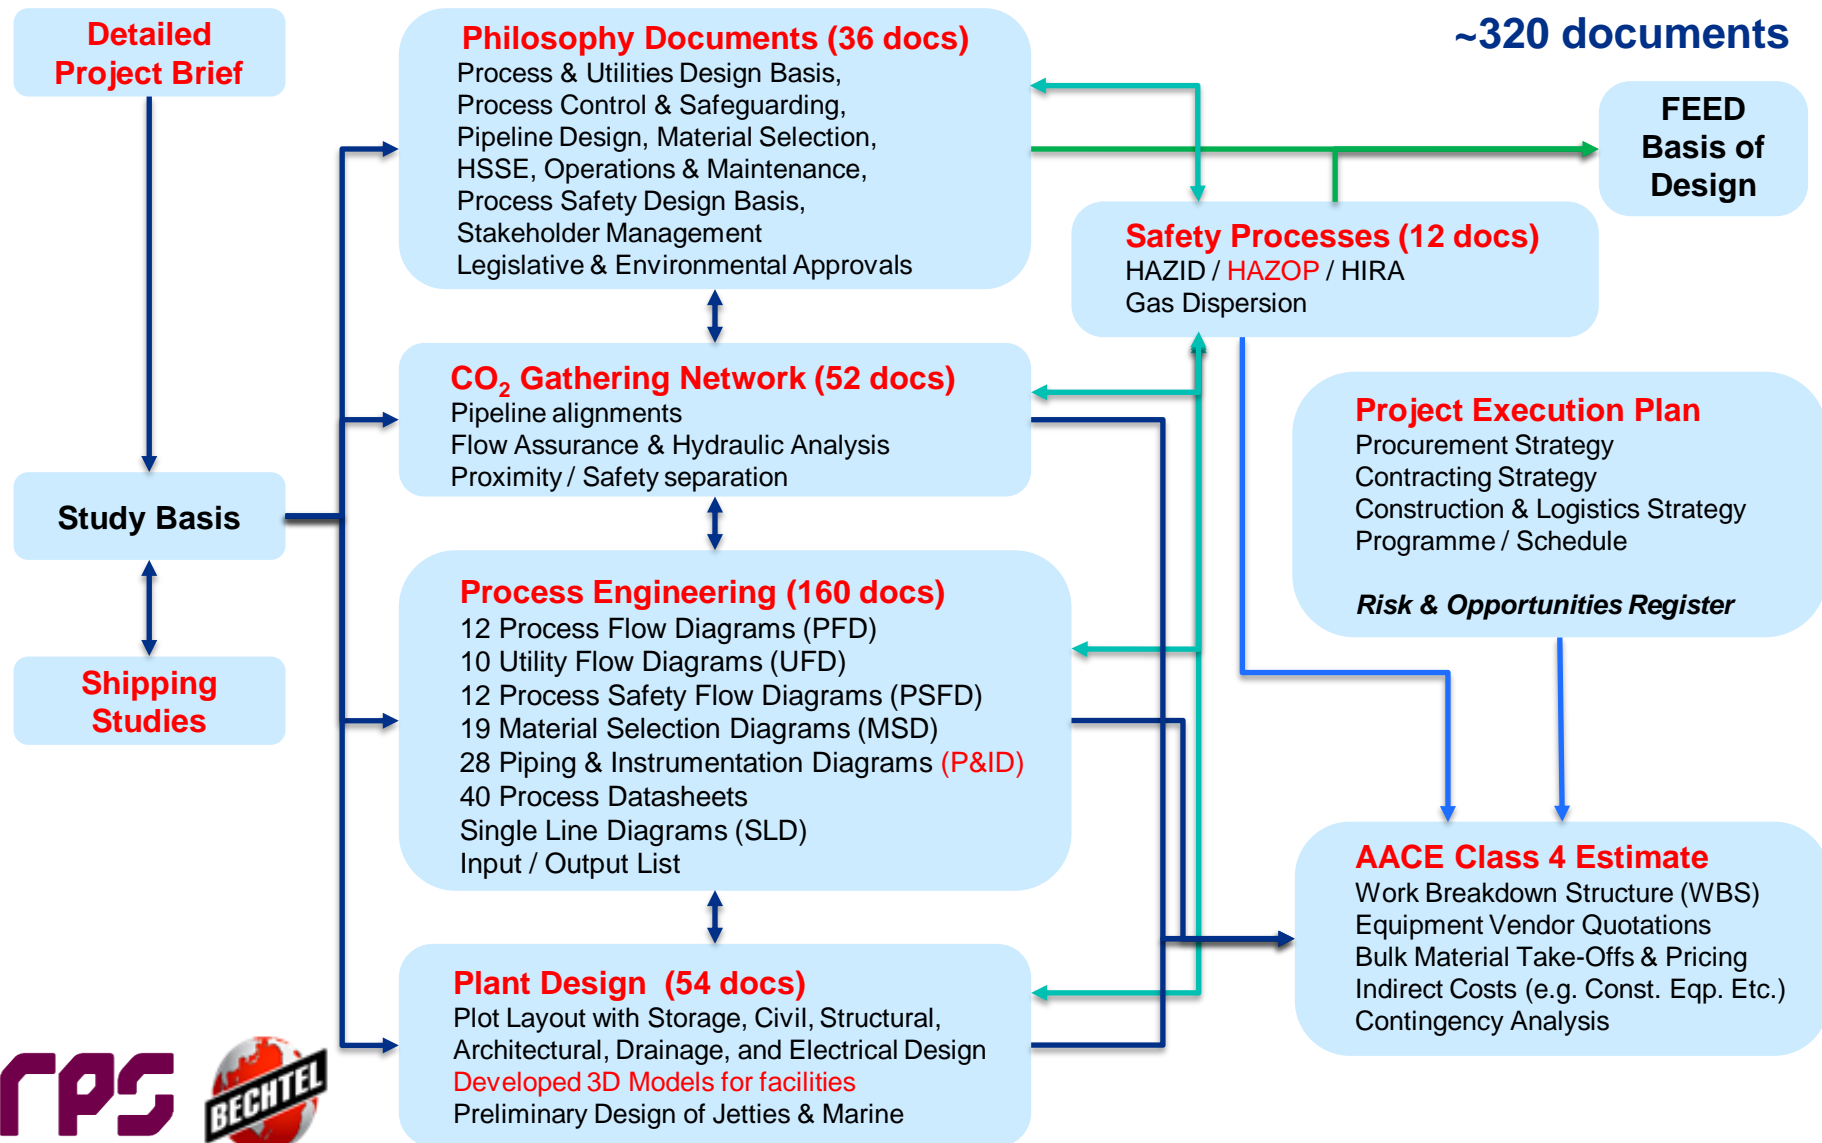 Detailed
Project Brief
Study Basis
Shipping
Studies
Philosophy Documents (36 docs)
Process & Utilities Design Basis,
Process Control & Safeguarding,
Pipeline Design, Material Selection,
HSSE, Operations & Maintenance,
Process Safety Design Basis,
Stakeholder Management
Legislative & Environmental Approvals
CO₂ Gathering Network (52 docs)
Pipeline alignments
Flow Assurance & Hydraulic Analysis
Proximity / Safety separation
Process Engineering (160 docs)
12 Process Flow Diagrams (PFD)
10 Utility Flow Diagrams (UFD)
12 Process Safety Flow Diagrams (PSFD)
19 Material Selection Diagrams (MSD)
28 Piping & Instrumentation Diagrams (P&ID)
40 Process Datasheets
Single Line Diagrams (SLD)
Input / Output List
Plant Design (54 docs)
Plot Layout with Storage, Civil, Structural,
Architectural, Drainage, and Electrical Design
Developed 3D Models for facilities
Preliminary Design of Jetties & Marine
~320 documents
FEED
Basis of
Design
Safety Processes (12 docs)
HAZID / HAZOP / HIRA
Gas Dispersion
Project Execution Plan
Procurement Strategy
Contracting Strategy
Construction & Logistics Strategy
Programme / Schedule
Risk & Opportunities Register
AACE Class 4 Estimate
Work Breakdown Structure (WBS)
Equipment Vendor Quotations
Bulk Material Take-Offs & Pricing
Indirect Costs (e.g. Const. Eqp. Etc.)
Contingency Analysis
rps
BECHTEL